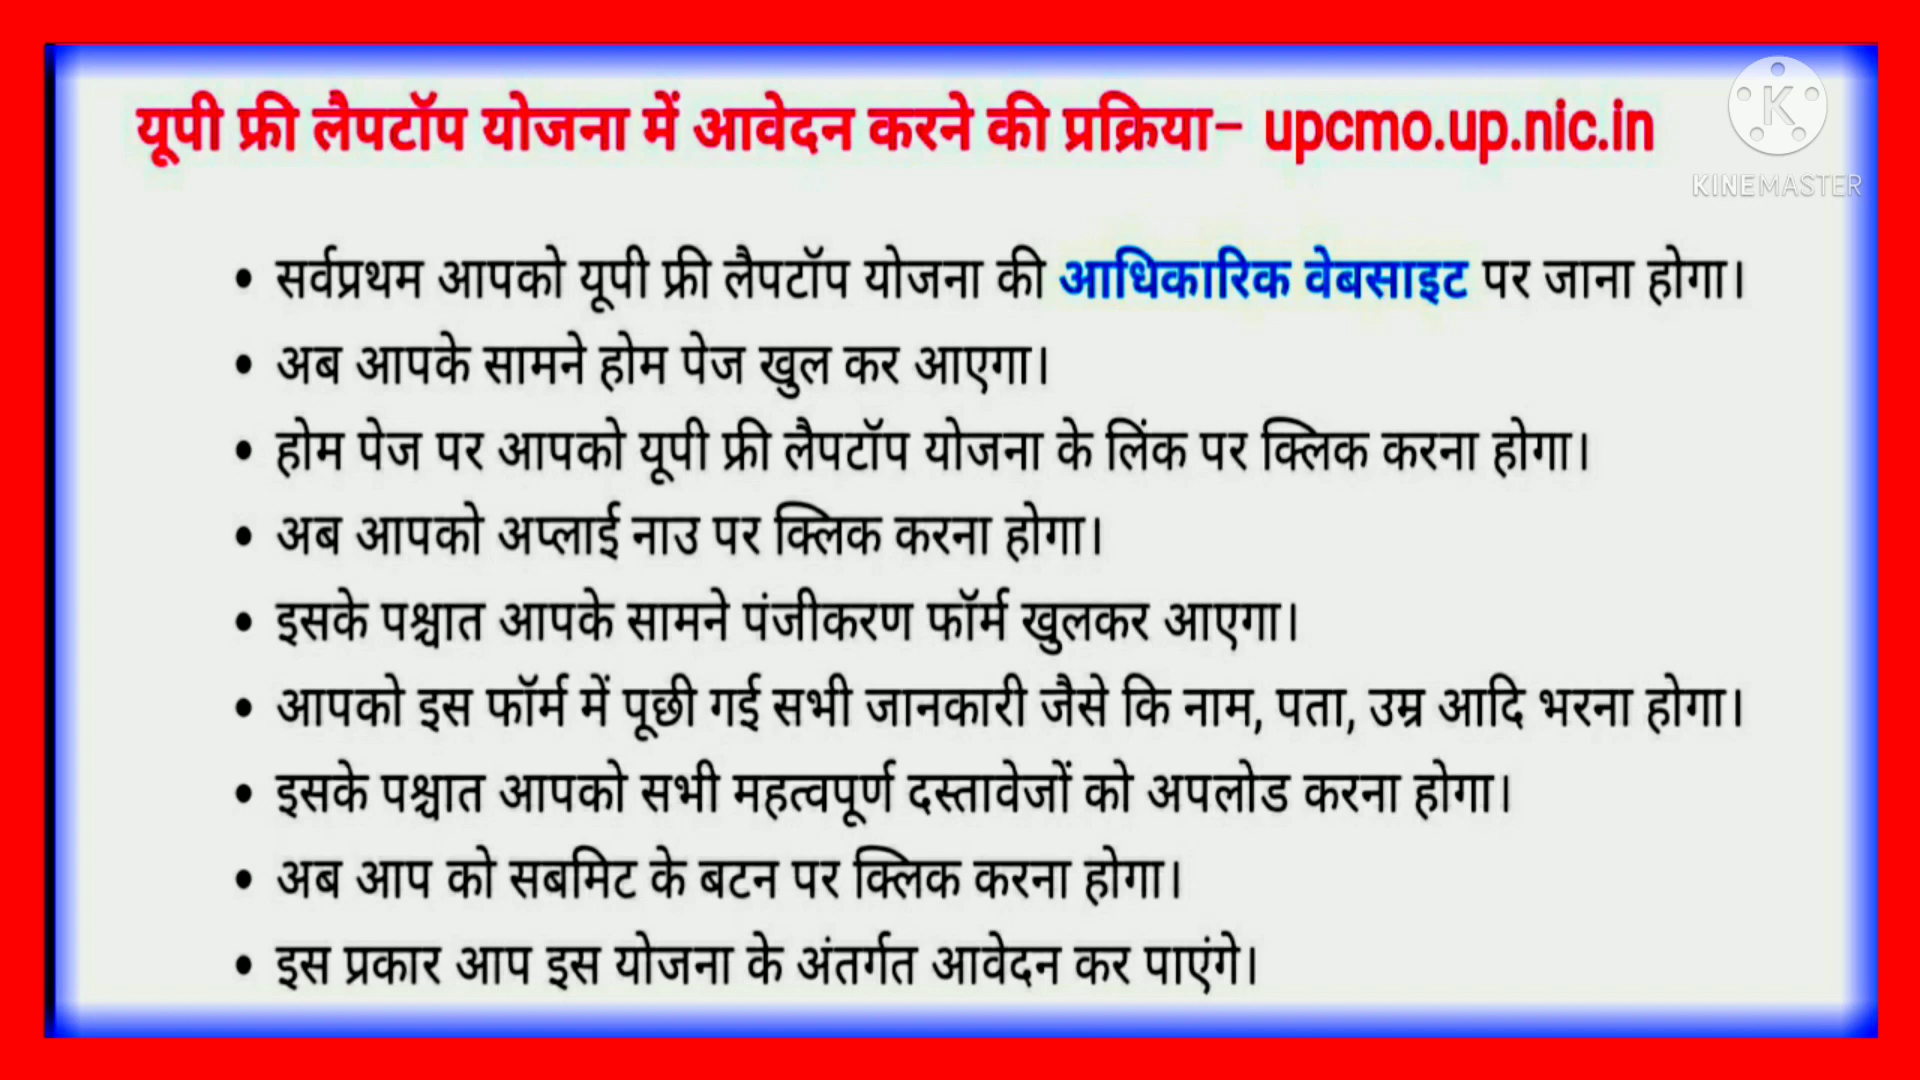 यूपी फ्री लैपटॉप योजना में आवेदन करने की प्रक्रिया– upcmo.up.nic.in
K
KINEMASTER
• सर्वप्रथम आपको यूपी फ्री लैपटॉप योजना की आधिकारिक वेबसाइट पर जाना होगा।
• अब आपके सामने होम पेज खुल कर आएगा।
• होम पेज पर आपको यूपी फ्री लैपटॉप योजना के लिंक पर क्लिक करना होगा।
• अब आपको अप्लाई नाउ पर क्लिक करना होगा।
• इसके पश्चात आपके सामने पंजीकरण फॉर्म खुलकर आएगा।
• आपको इस फॉर्म में पूछी गई सभी जानकारी जैसे कि नाम, पता, उम्र आदि भरना होगा।
• इसके पश्चात आपको सभी महत्वपूर्ण दस्तावेजों को अपलोड करना होगा।
• अब आप को सबमिट के बटन पर क्लिक करना होगा।
• इस प्रकार आप इस योजना के अंतर्गत आवेदन कर पाएंगे।